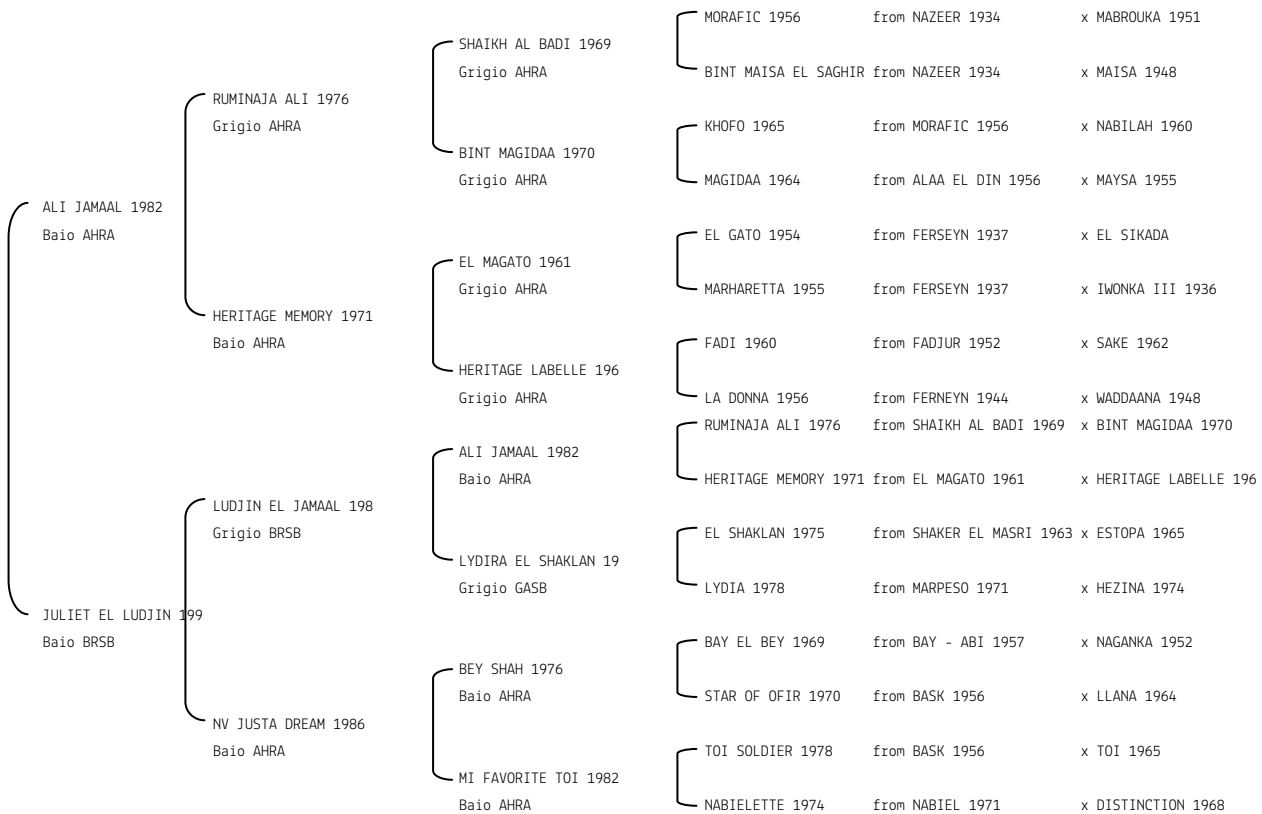 MORAFIC 1956 from NAZEER 1934 x MABROUKA 1951
SHAIKH AL BADI 1969
Grigio AHRA
BINT MAISA EL SAGHIR from NAZEER 1934 x MAISA 1948
RUMINAJA ALI 1976
Grigio AHRA
KHOFO 1965 from MORAFIC 1956 x NABILAH 1960
BINT MAGIDAA 1970
Grigio AHRA
MAGIDAA 1964 from ALAA EL DIN 1956 x MAYSA 1955
ALI JAMAAL 1982
Baio AHRA
EL GATO 1954 from FERSEYN 1937 x EL SIKADA
EL MAGATO 1961
Grigio AHRA
MARHARETTA 1955 from FERSEYN 1937 x IWONKA III 1936
HERITAGE MEMORY 1971
Baio AHRA
FADI 1960 from FADJUR 1952 x SAKE 1962
HERITAGE LABELLE 196
Grigio AHRA
LA DONNA 1956 from FERNEYN 1944 x WADDAANA 1948
RUMINAJA ALI 1976 from SHAIKH AL BADI 1969 x BINT MAGIDAA 1970
ALI JAMAAL 1982
Baio AHRA
HERITAGE MEMORY 1971 from EL MAGATO 1961 x HERITAGE LABELLE 196
LUDJIN EL JAMAAL 198
Grigio BRSB
EL SHAKLAN 1975 from SHAKER EL MASRI 1963 x ESTOPA 1965
LYDIRA EL SHAKLAN 19
Grigio GASB
LYDIA 1978 from MARPESO 1971 x HEZINA 1974
JULIET EL LUDJIN 199
Baio BRSB
BAY EL BEY 1969 from BAY - ABI 1957 x NAGANKA 1952
BEY SHAH 1976
Baio AHRA
STAR OF OFIR 1970 from BASK 1956 x LLANA 1964
NV JUSTA DREAM 1986
Baio AHRA
TOI SOLDIER 1978 from BASK 1956 x TOI 1965
MI FAVORITE TOI 1982
Baio AHRA
NABIELETTE 1974 from NABIEL 1971 x DISTINCTION 1968